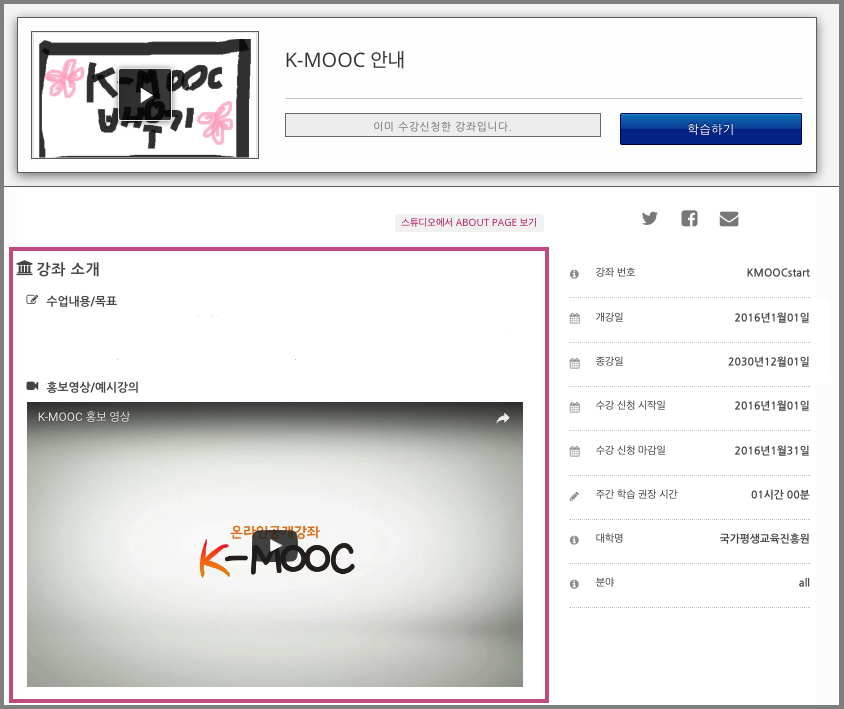 K-MOOC
배우기
K-MOOC 안내
이미 수강신청한 강좌입니다.
학습하기
스튜디오에서 ABOUT PAGE 보기
강좌 소개
수업내용/목표
홍보영상/예시강의
K-MOOC 홍보 영상
온라인공개강좌
K-MOOC
강좌 번호 KMOOCstart
개강일 2016년1월01일
종강일 2030년12월01일
수강 신청 시작일 2016년1월01일
수강 신청 마감일 2016년1월31일
주간 학습 권장 시간 01시간 00분
대학명 국가평생교육진흥원
분야 all